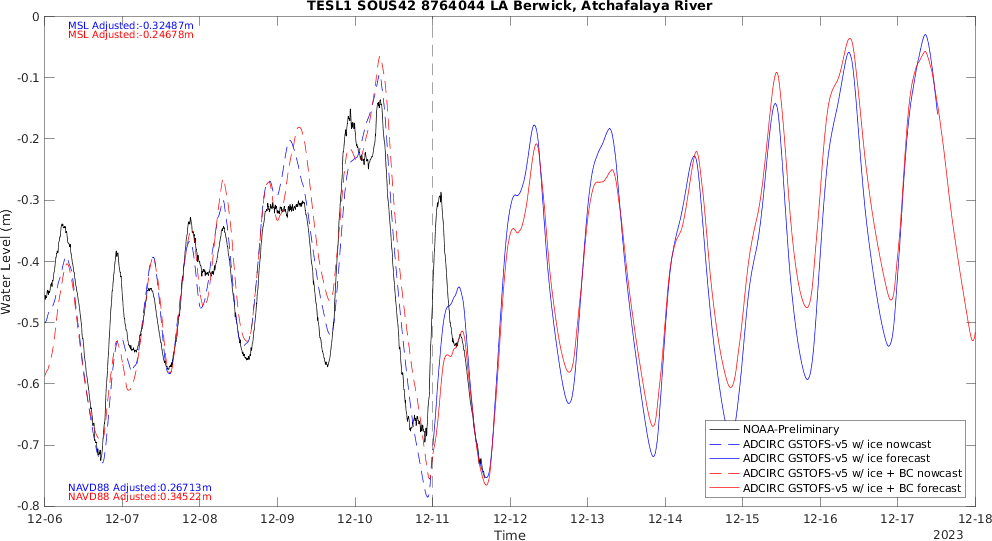 TESL1 SOUS42 8764044 LA Berwick, Atchafalaya River
MSL Adjusted:-0.32487m
MSL Adjusted:-0.24678m
0
-0.1
-0.2
-0.3
-0.4
-0.5
-0.6
-0.7
-0.8
Water Level (m)
NAVD88 Adjusted:0.26713m
NAVD88 Adjusted:0.34522m
NOAA-Preliminary
ADCIRC GSTOFS-v5 w/ ice nowcast
ADCIRC GSTOFS-v5 w/ ice forecast
ADCIRC GSTOFS-v5 w/ ice + BC nowcast
ADCIRC GSTOFS-v5 w/ ice + BC forecast
12-06 12-07 12-08 12-09 12-10 12-11 12-12 12-13 12-14 12-15 12-16 12-17 12-18
Time
2023